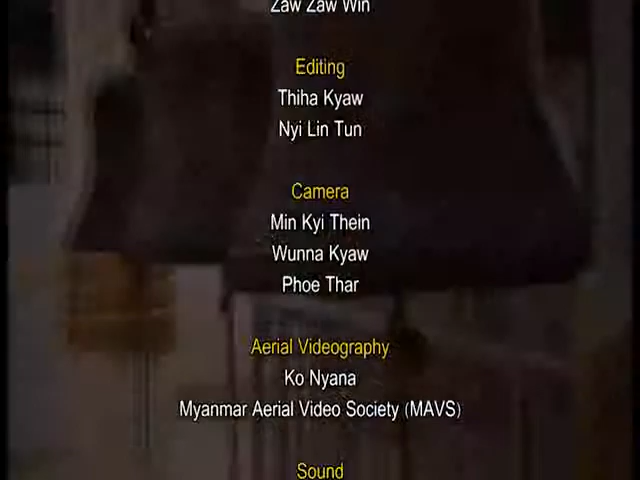 Zaw Zaw Win
Editing
Thiha Kyaw
Nyi Lin Tun
Camera
Min Kyi Thein
Wunna Kyaw
Phoe Thar
Aerial Videography
Ko Nyana
Myanmar Aerial Video Society (MAVS)
Sound